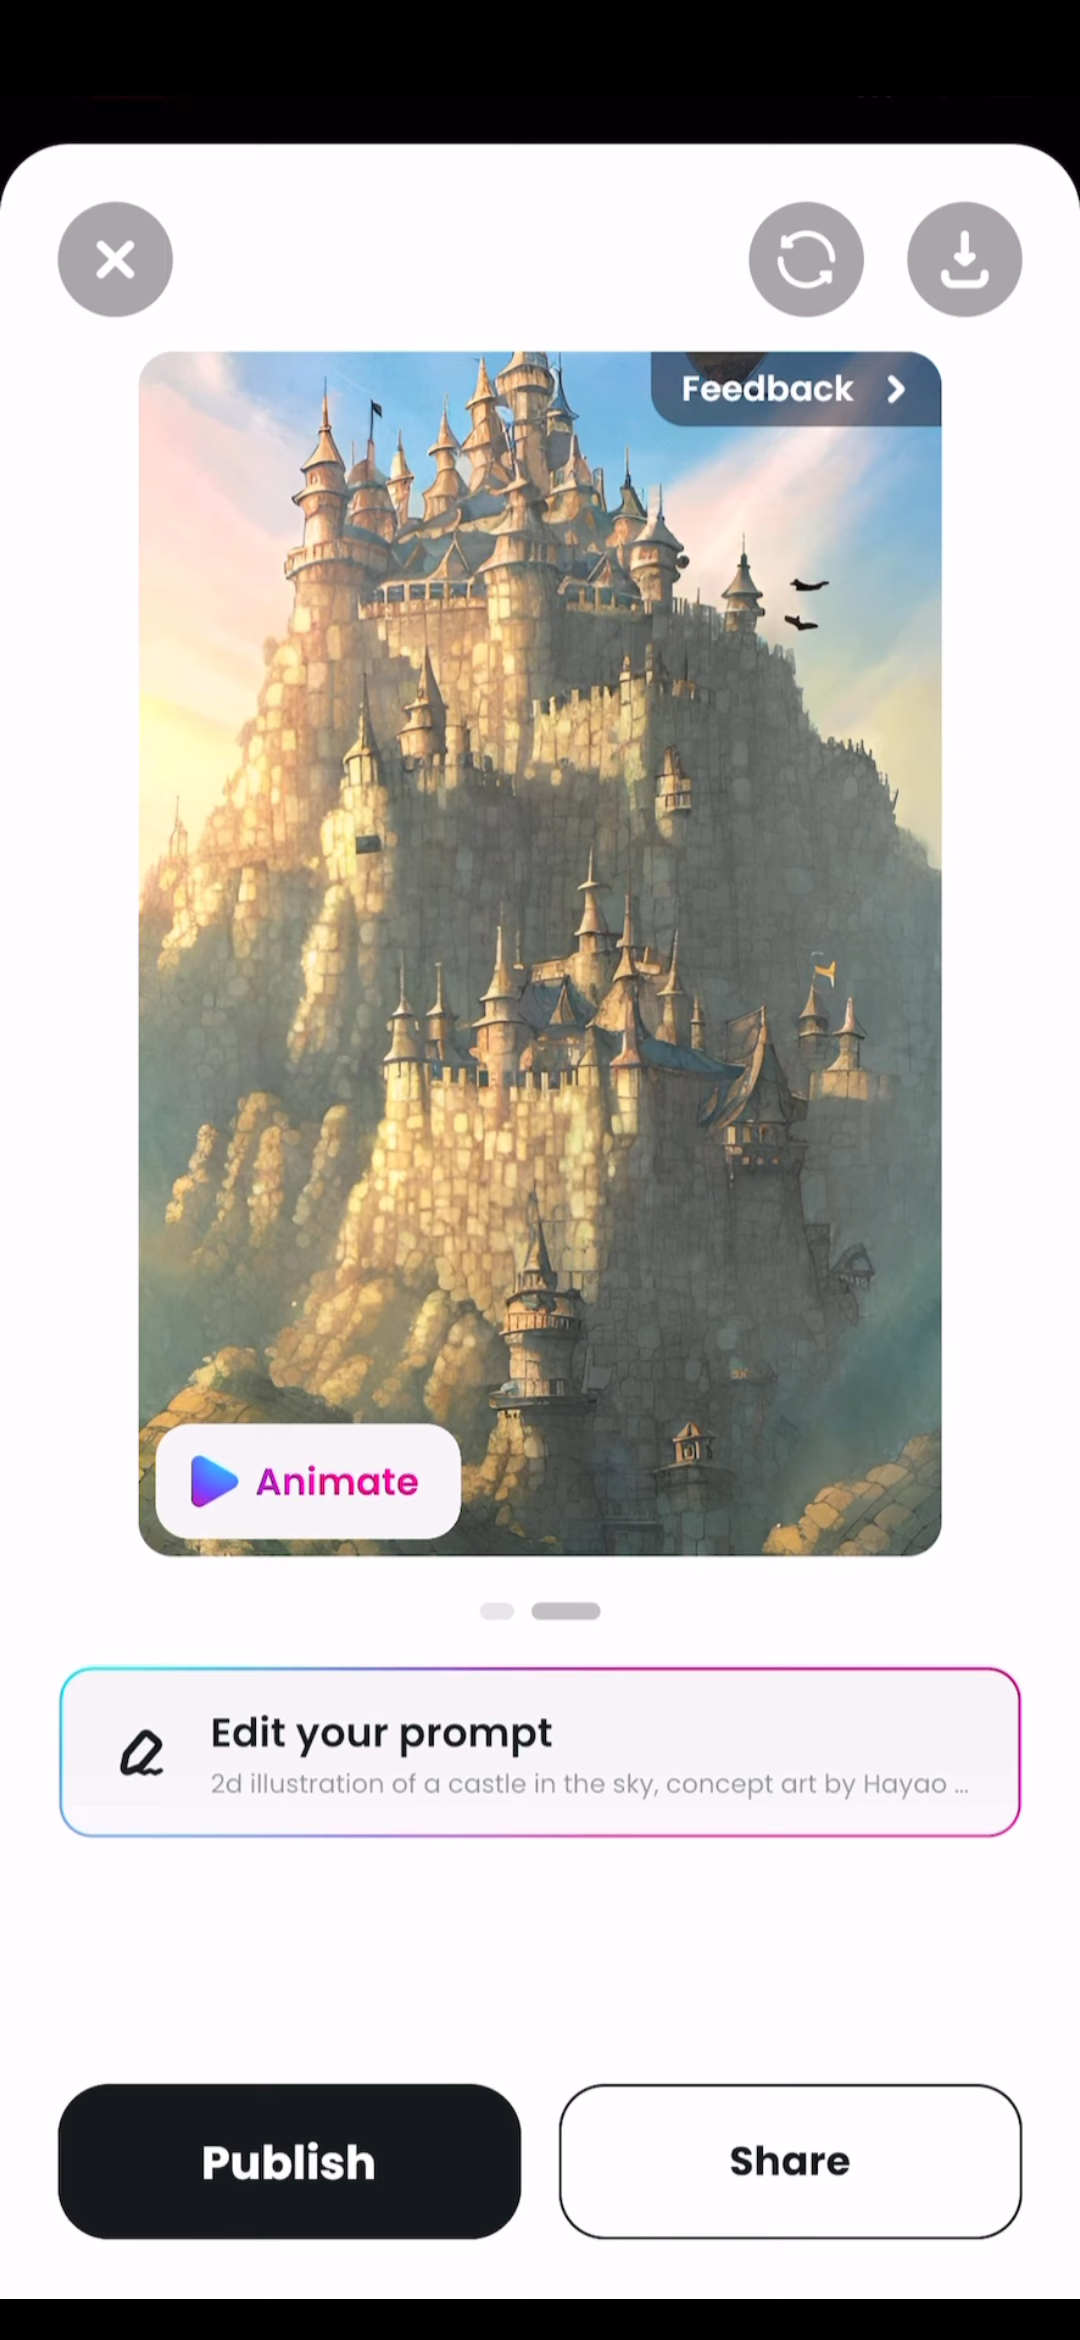 Feedback
Animate
Edit your prompt
2d illustration of a castle in the sky, concept art by Hayao ...
Publish
Share